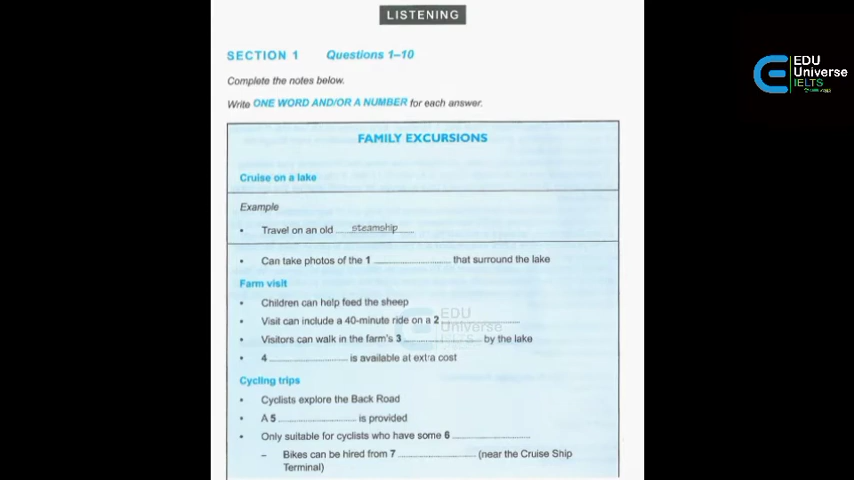 LISTENING
SECTION 1 Questions 1–10
Complete the notes below.
Write ONE WORD AND/OR A NUMBER for each answer.
FAMILY EXCURSIONS
Cruise on a lake
Example
• Travel on an old ....steamship....
• Can take photos of the 1 ........................ that surround the lake
Farm visit
• Children can help feed the sheep
• Visit can include a 40-minute ride on a 2 ........................
• Visitors can walk in the farm's 3 ........................ by the lake
• 4 ........................ is available at extra cost
Cycling trips
• Cyclists explore the Back Road
• A 5 ........................ is provided
• Only suitable for cyclists who have some 6 ........................
– Bikes can be hired from 7 ........................ (near the Cruise Ship
Terminal)
EDU
Universe
IELTS
EDU
Universe
IELTS